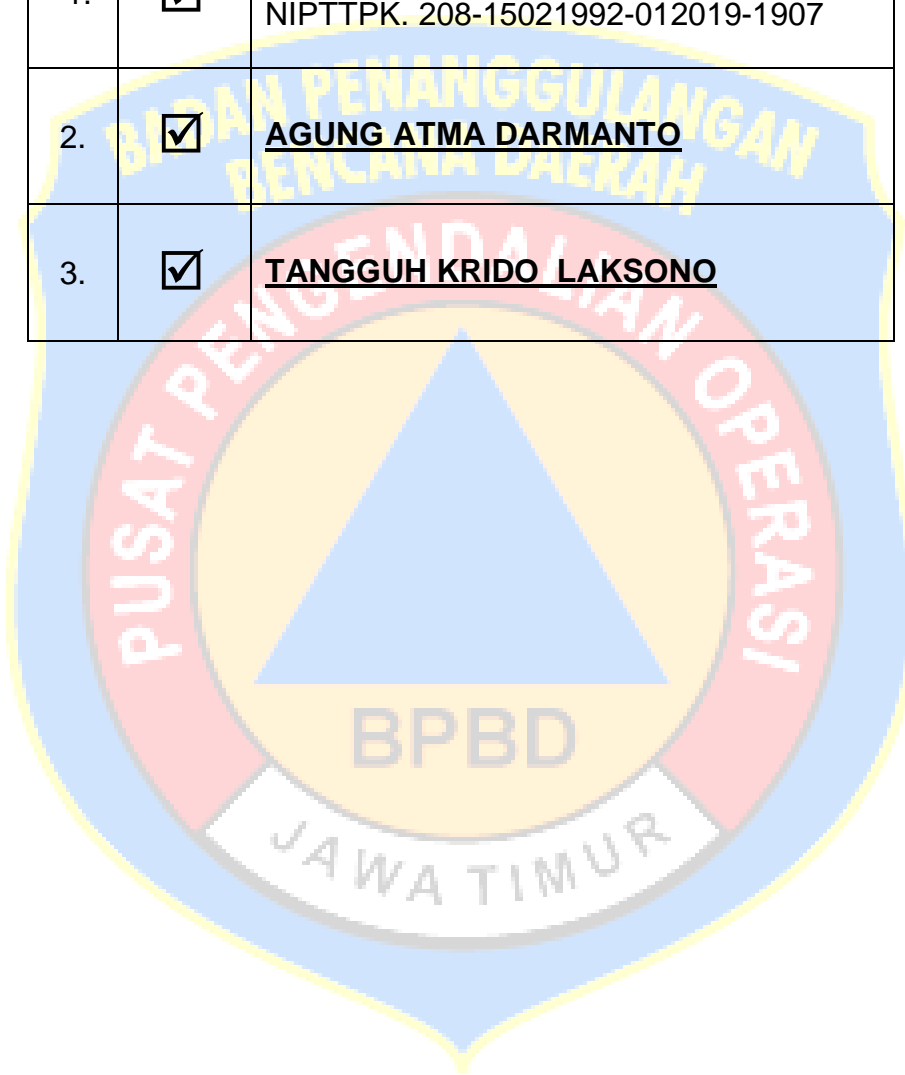 1. ☑ NIPTTPK. 208-15021992-012019-1907
2. ☑ AGUNG ATMA DARMANTO
3. ☑ TANGGUH KRIDO LAKSONO
BADAN PENANGGULANGAN
BENCANA DAERAH
PUSAT PENGENDALIAN OPERASI
BPBD
JAWA TIMUR